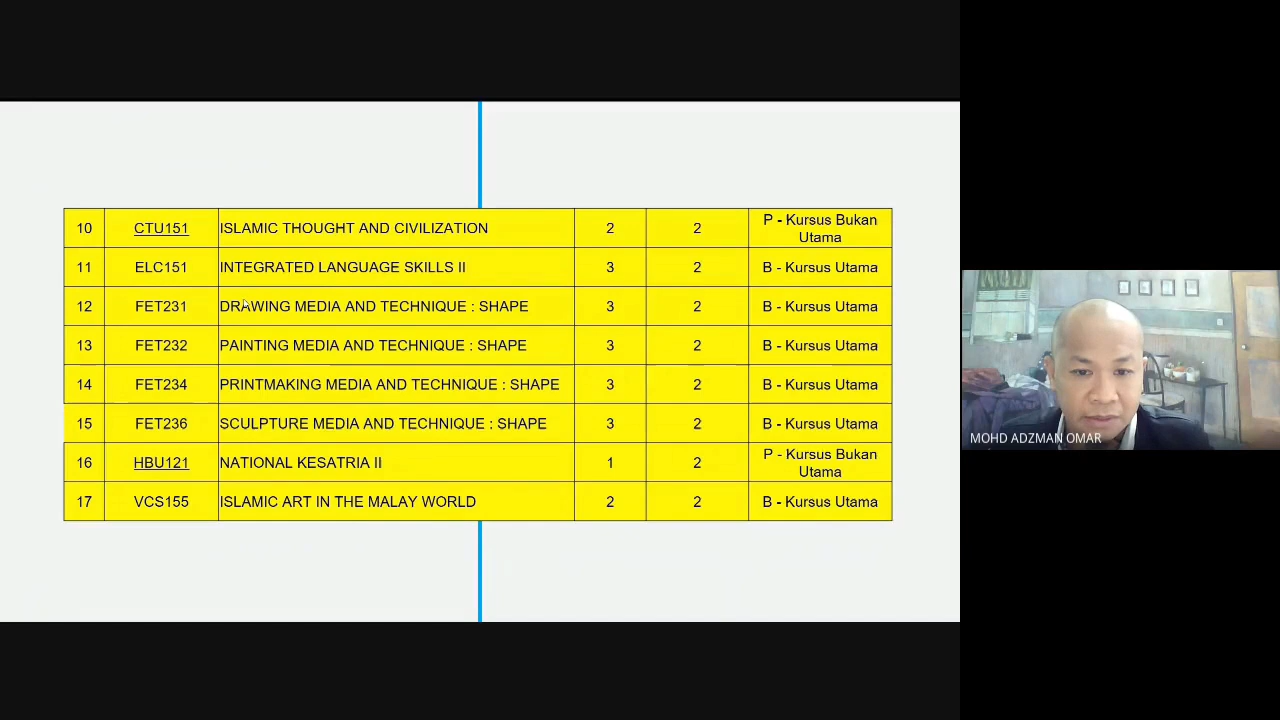 10 CTU151 ISLAMIC THOUGHT AND CIVILIZATION 2 2 P - Kursus Bukan Utama
11 ELC151 INTEGRATED LANGUAGE SKILLS II 3 2 B - Kursus Utama
12 FET231 DRAWING MEDIA AND TECHNIQUE : SHAPE 3 2 B - Kursus Utama
13 FET232 PAINTING MEDIA AND TECHNIQUE : SHAPE 3 2 B - Kursus Utama
14 FET234 PRINTMAKING MEDIA AND TECHNIQUE : SHAPE 3 2 B - Kursus Utama
15 FET236 SCULPTURE MEDIA AND TECHNIQUE : SHAPE 3 2 B - Kursus Utama
16 HBU121 NATIONAL KESATRIA II 1 2 P - Kursus Bukan Utama
17 VCS155 ISLAMIC ART IN THE MALAY WORLD 2 2 B - Kursus Utama
MOHD ADZMAN OMAR